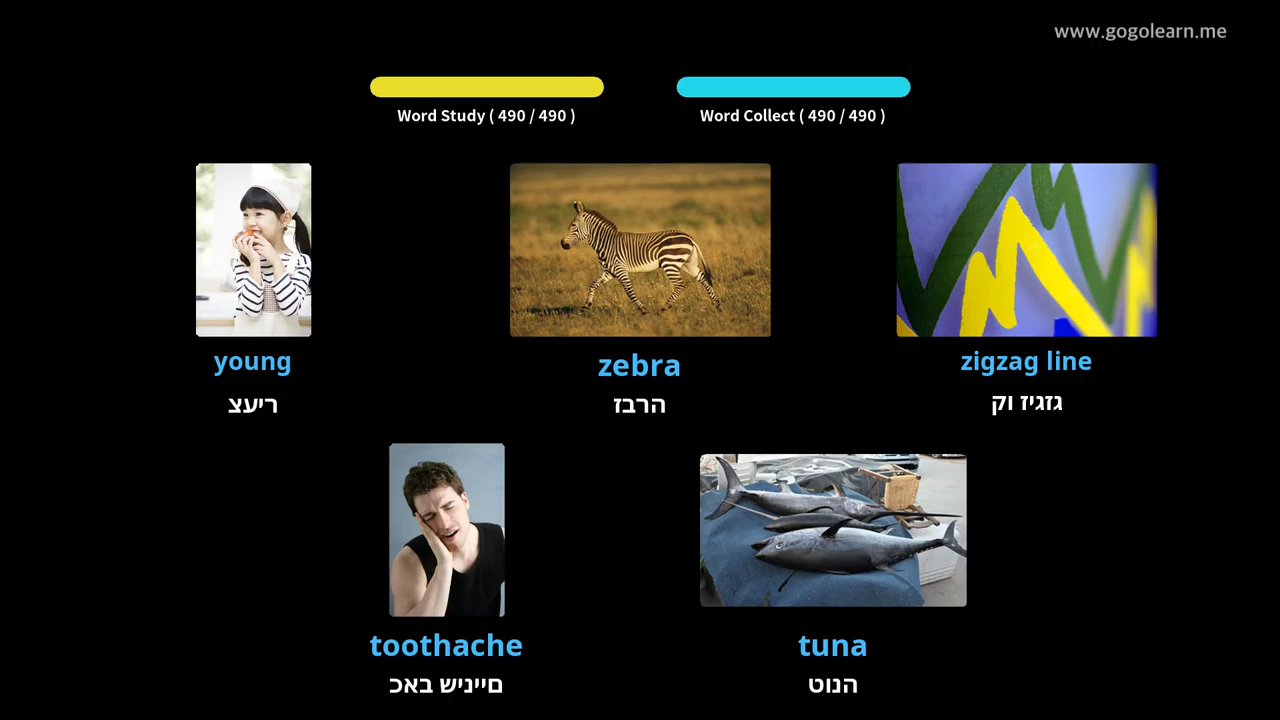 www.gogolearn.me
Word Study ( 490 / 490 )
Word Collect ( 490 / 490 )
young
ריעצ
zebra
הרבז
zigzag line
גזגיז וק
toothache
םייניש באכ
tuna
הנוט